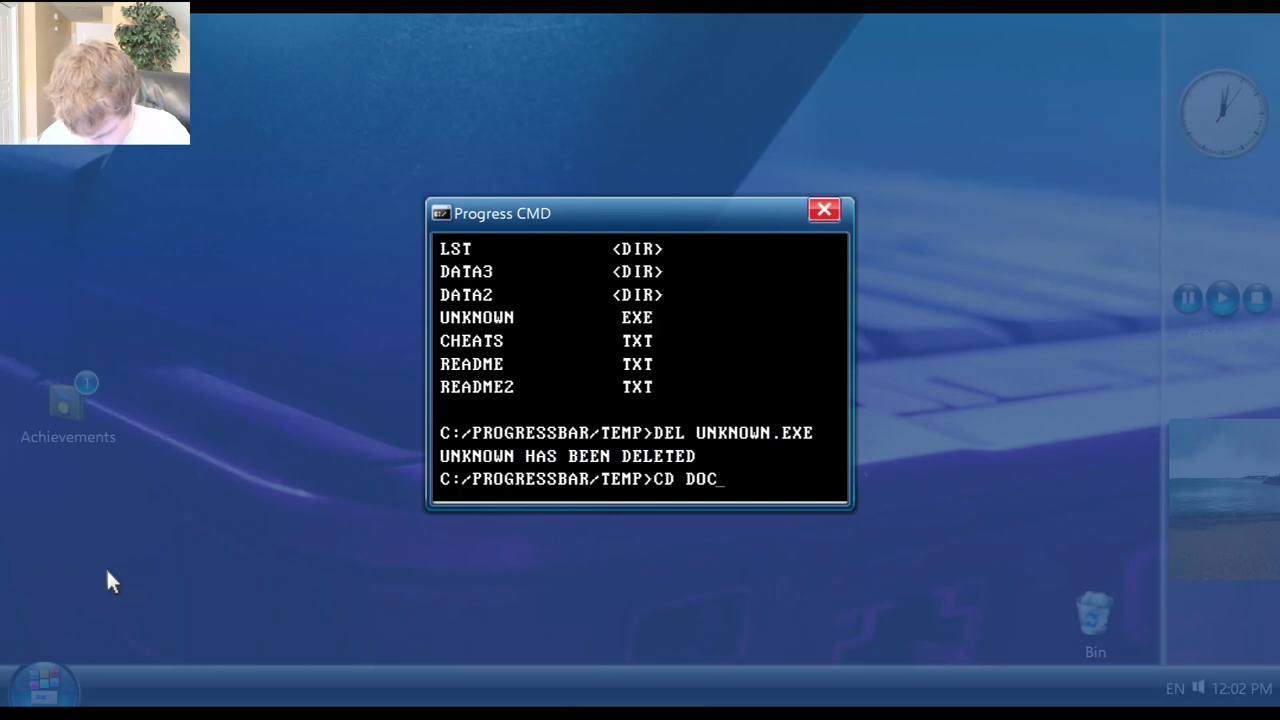 Progress CMD
LST <DIR>
DATA3 <DIR>
DATA2 <DIR>
UNKNOWN EXE
CHEATS TXT
README TXT
README2 TXT
C:/PROGRESSBAR/TEMP>DEL UNKNOWN.EXE
UNKNOWN HAS BEEN DELETED
C:/PROGRESSBAR/TEMP>CD DOC_
1
Achievements
Bin
EN 12:02 PM